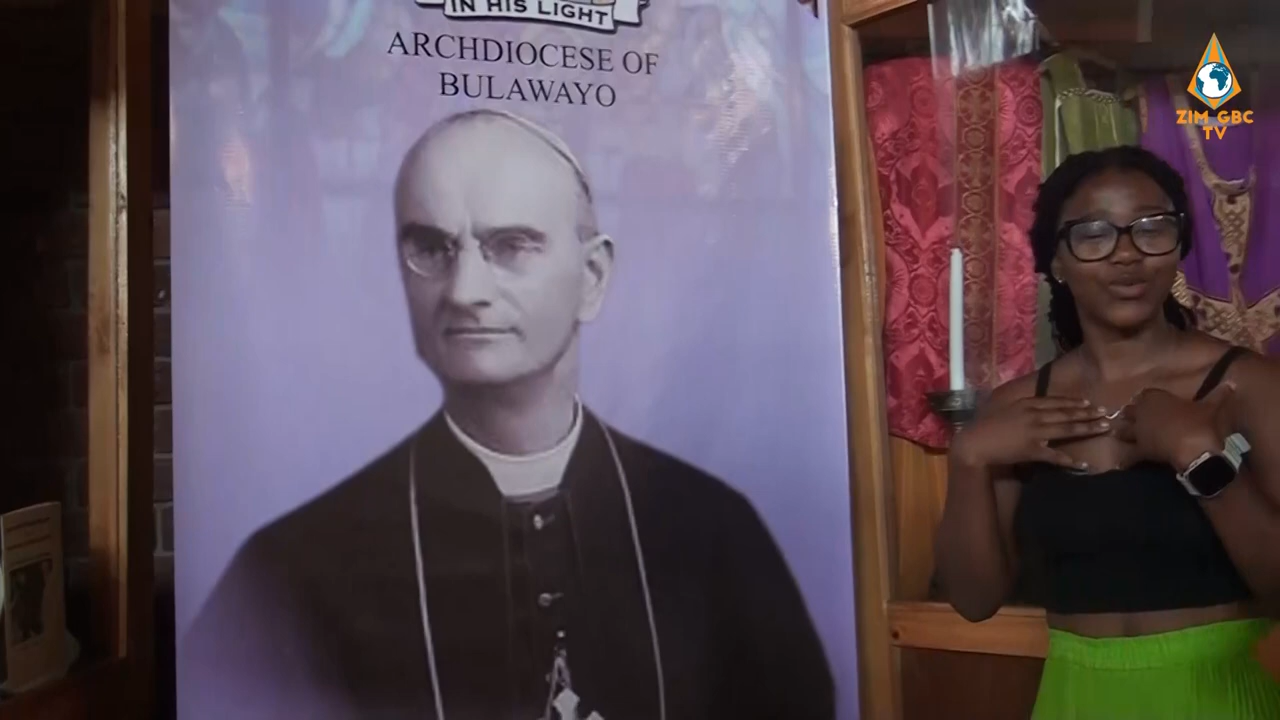 IN HIS LIGHT
ARCHDIOCESE OF
BULAWAYO
ZIM GBC
TV